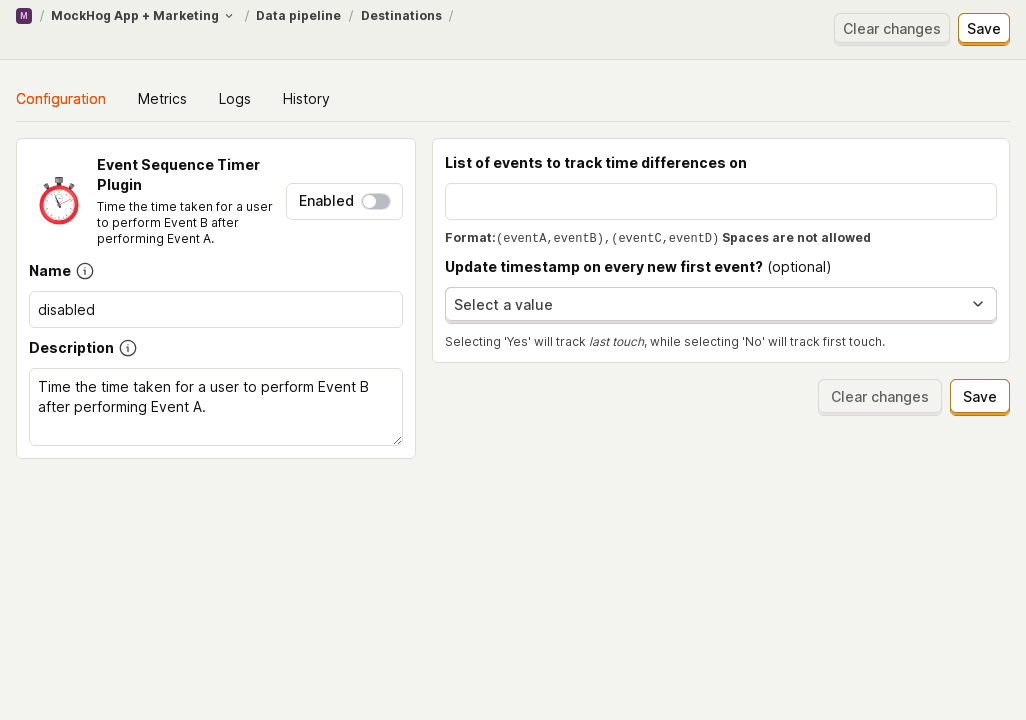 M / MockHog App + Marketing / Data pipeline / Destinations /
Clear changes Save
Configuration Metrics Logs History
Event Sequence Timer
Plugin
Time the time taken for a user
to perform Event B after
performing Event A.
Enabled
Name
disabled
Description
Time the time taken for a user to perform Event B
after performing Event A.
List of events to track time differences on
Format:(eventA,eventB),(eventC,eventD) Spaces are not allowed
Update timestamp on every new first event? (optional)
Select a value
Selecting 'Yes' will track last touch, while selecting 'No' will track first touch.
Clear changes Save